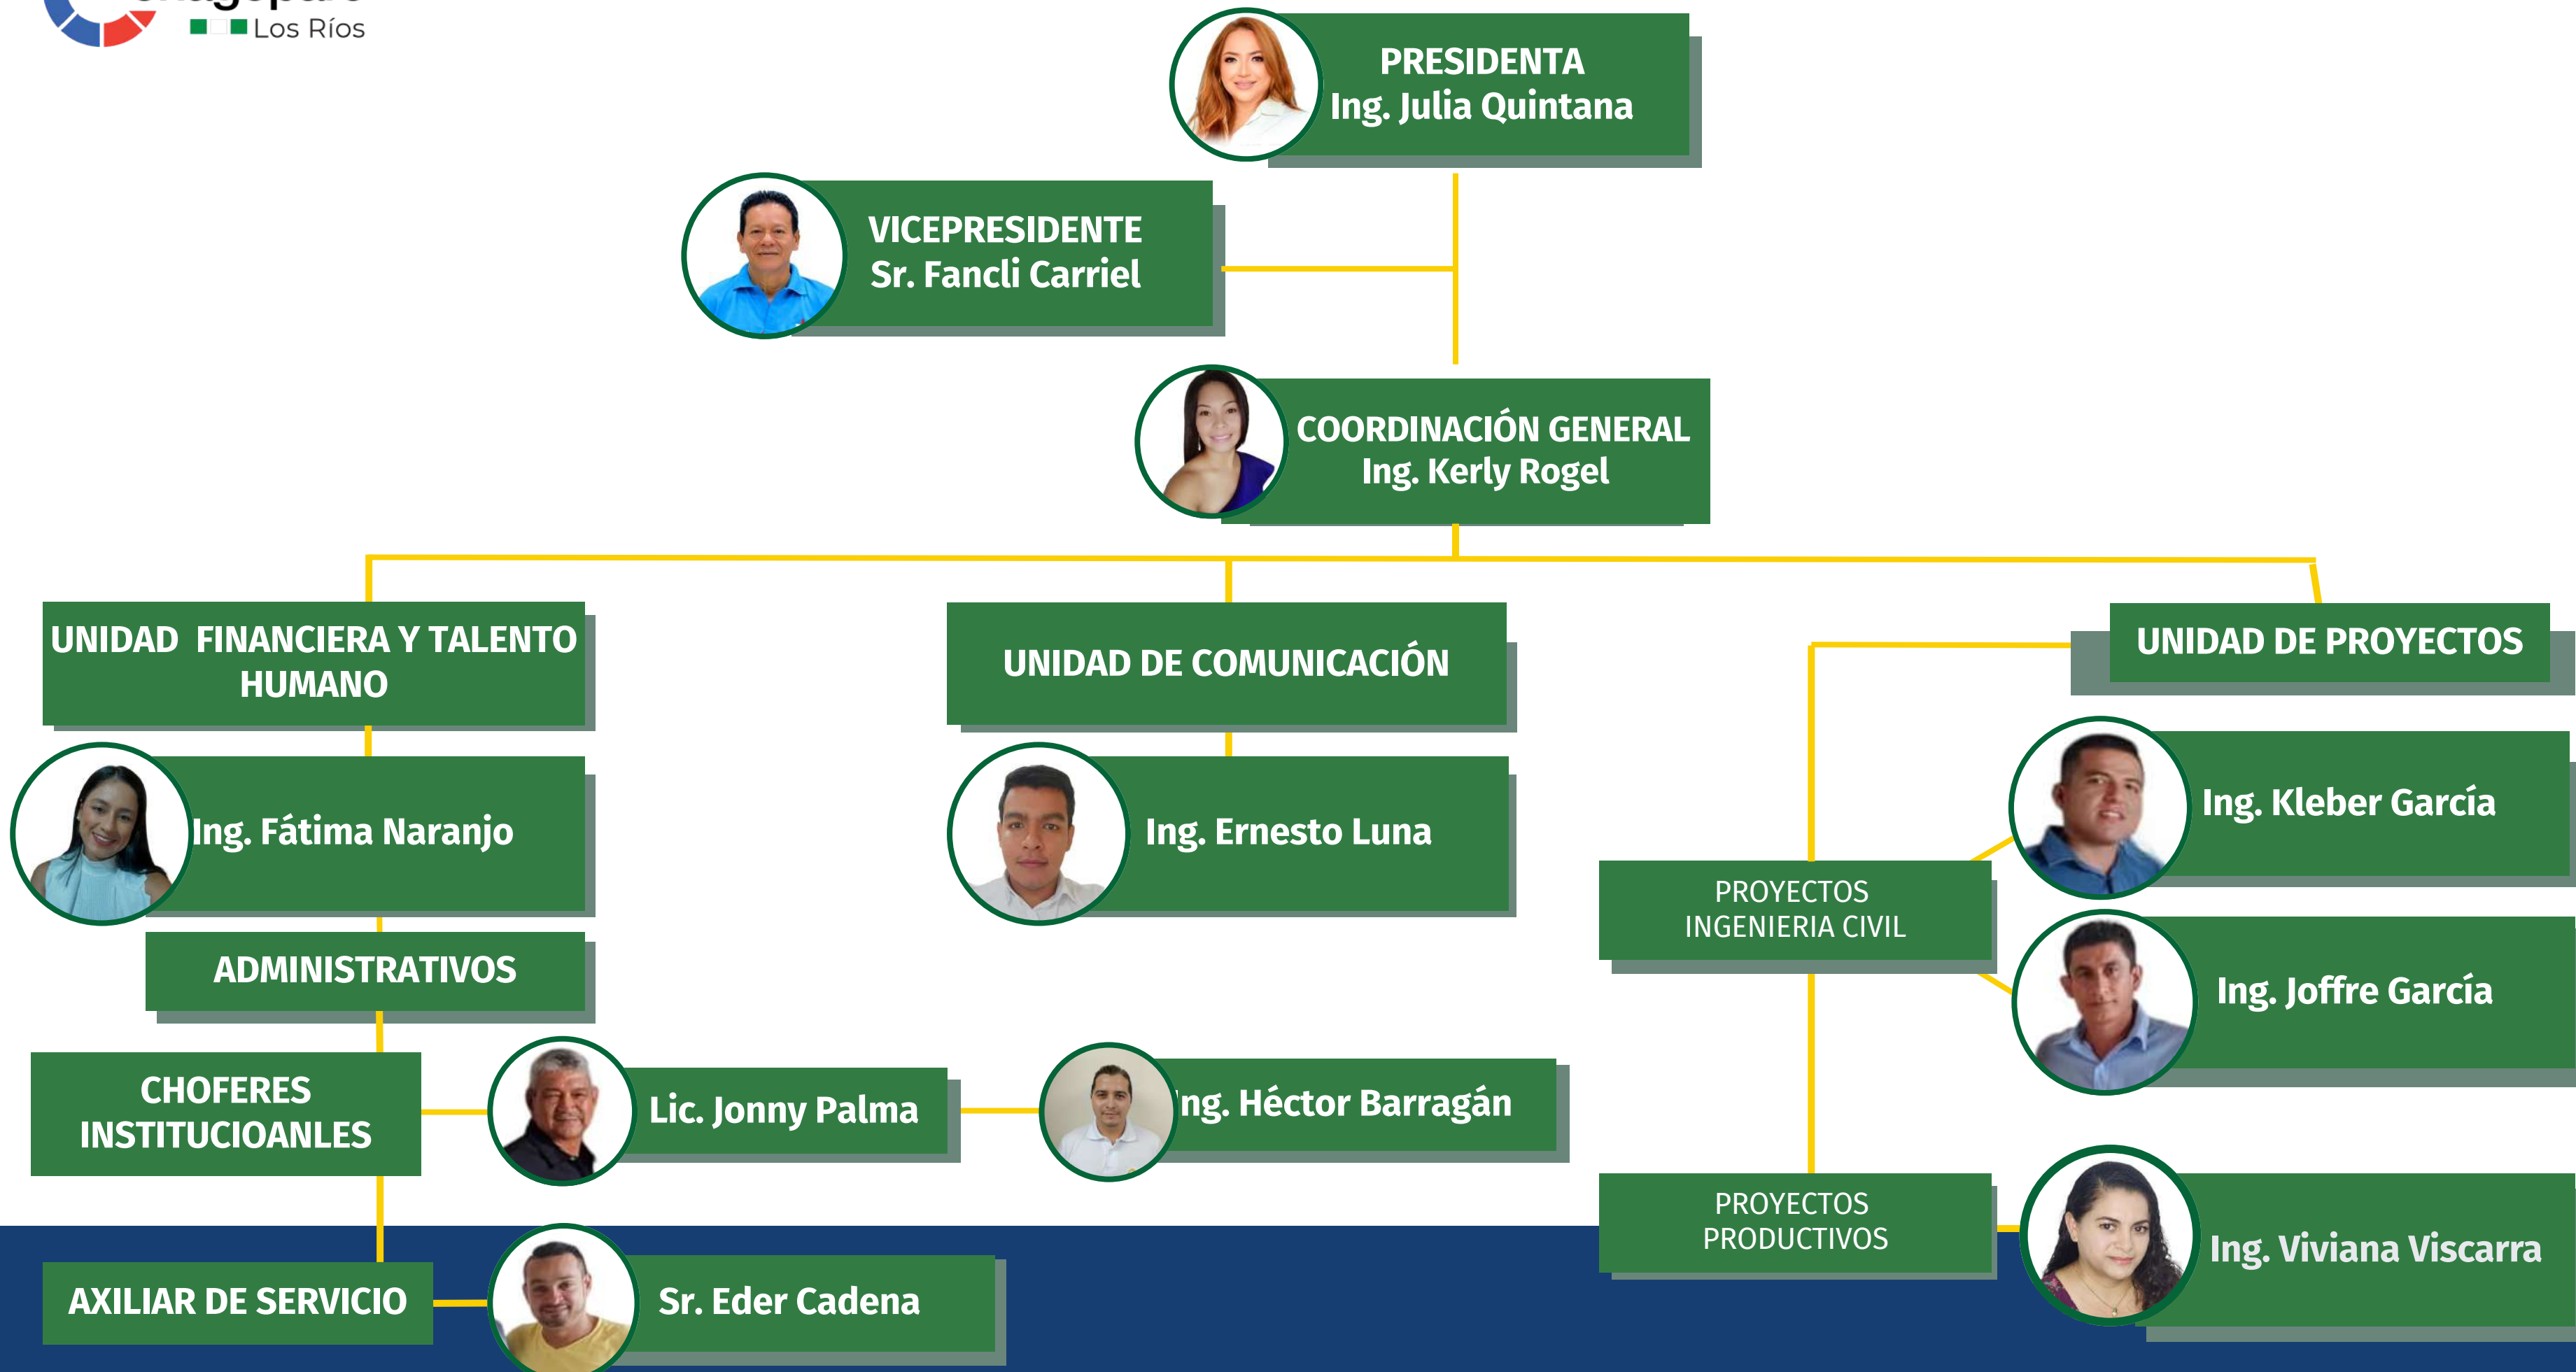 Los Ríos
PRESIDENTA
Ing. Julia Quintana
VICEPRESIDENTE
Sr. Fancli Carriel
COORDINACIÓN GENERAL
Ing. Kerly Rogel
UNIDAD FINANCIERA Y TALENTO
HUMANO
UNIDAD DE COMUNICACIÓN
UNIDAD DE PROYECTOS
Ing. Fátima Naranjo
Ing. Ernesto Luna
Ing. Kleber García
PROYECTOS
INGENIERIA CIVIL
Ing. Joffre García
ADMINISTRATIVOS
CHOFERES
INSTITUCIOANLES
Lic. Jonny Palma
Ing. Héctor Barragán
PROYECTOS
PRODUCTIVOS
Ing. Viviana Viscarra
AXILIAR DE SERVICIO
Sr. Eder Cadena